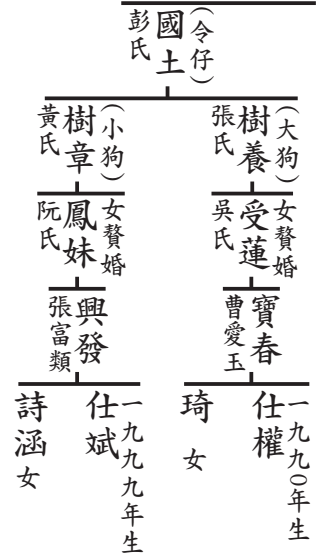 (令仔)
國土
彭氏
(大狗)
樹養
張氏
(小狗)
樹章
黃氏
女贅婚
受蓮
吳氏
女贅婚
鳳妹
阮氏
寶春
曹愛玉
興發
張富類
一九九〇年生
仕權
琦 女
一九九九年生
仕斌
詩涵 女